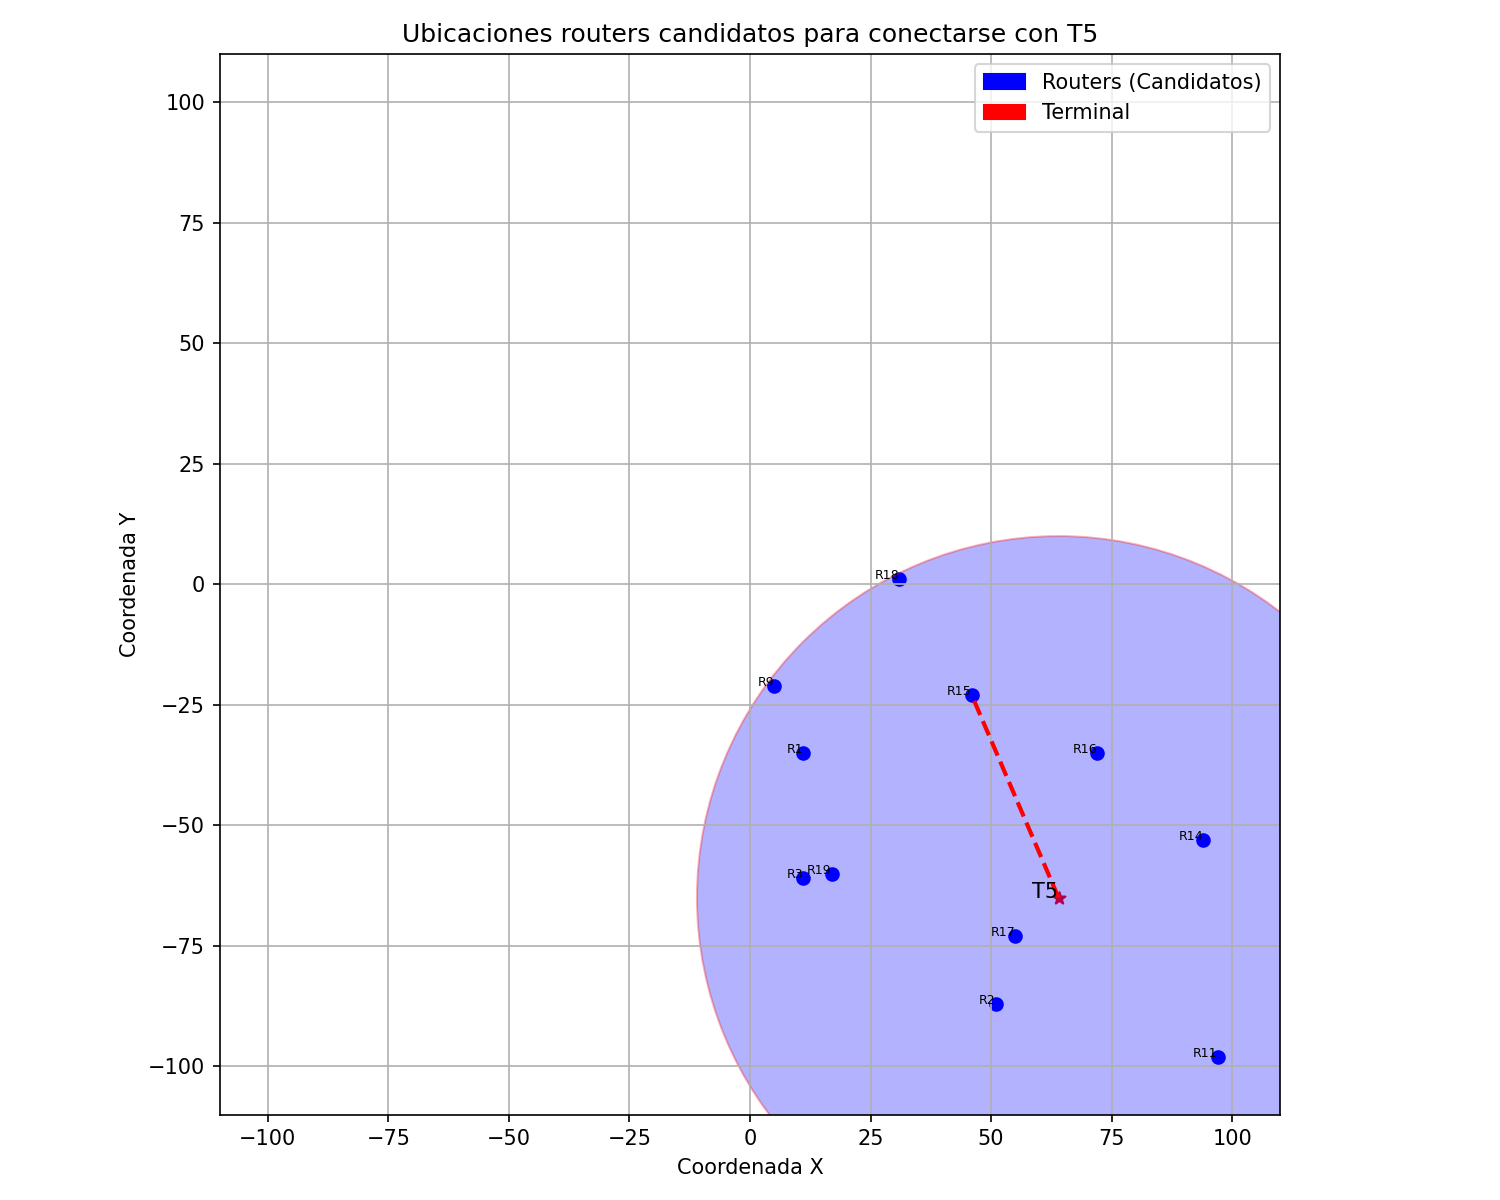 Ubicaciones routers candidatos para conectarse con T5
Routers (Candidatos)
Terminal
100
75
50
25
0
−25
−50
−75
−100
Coordenada Y
R18
R9
R15
R1
R16
R14
R3
R19
T5
R17
R2
R11
−100
−75
−50
−25
0
25
50
75
100
Coordenada X